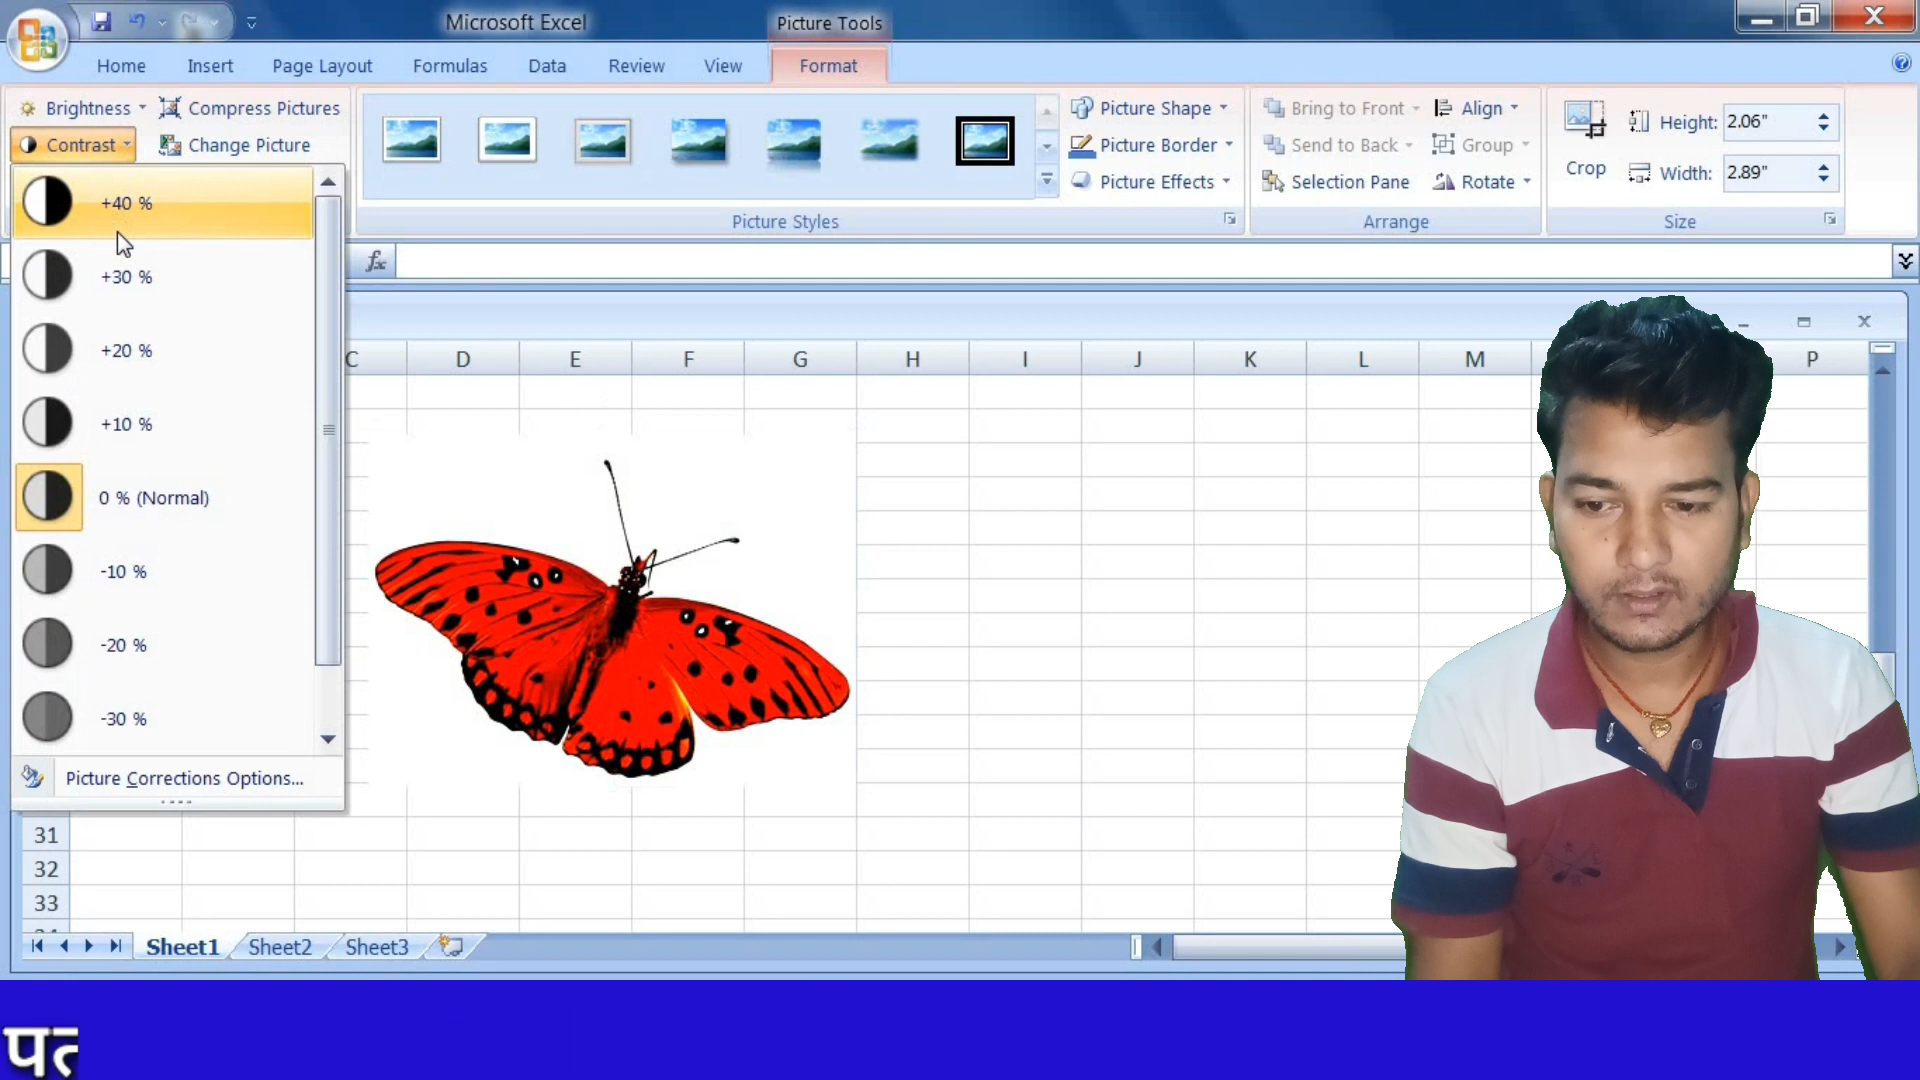 Microsoft Excel
Picture Tools
Home Insert Page Layout Formulas Data Review View Format
Brightness Compress Pictures
Contrast Change Picture
Picture Shape
Picture Border
Picture Effects
Picture Styles
Bring to Front Align
Send to Back Group
Selection Pane Rotate
Arrange
Crop
Height: 2.06"
Width: 2.89"
Size
+40 %
+30 %
+20 %
+10 %
0 % (Normal)
-10 %
-20 %
-30 %
Picture Corrections Options...
fx
C D E F G H I J K L M P
31
32
33
Sheet1 Sheet2 Sheet3